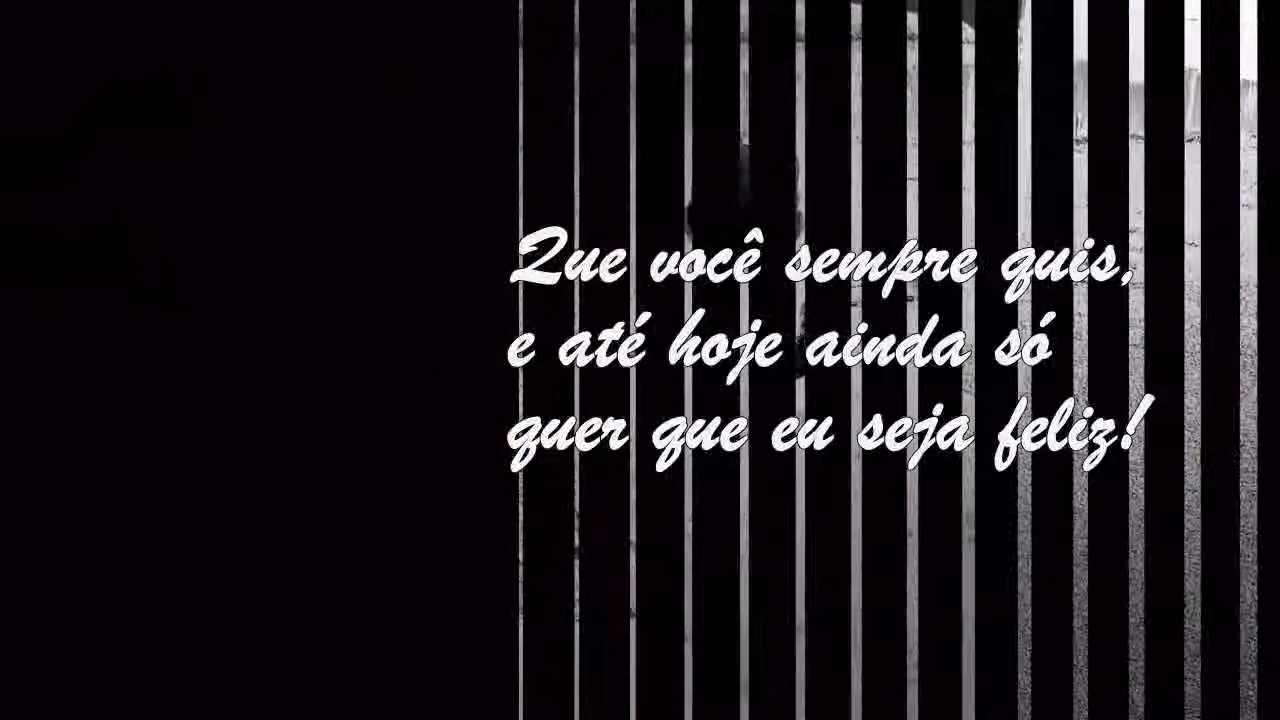 Que você sempre quis,
e até hoje ainda só
quer que eu seja feliz!